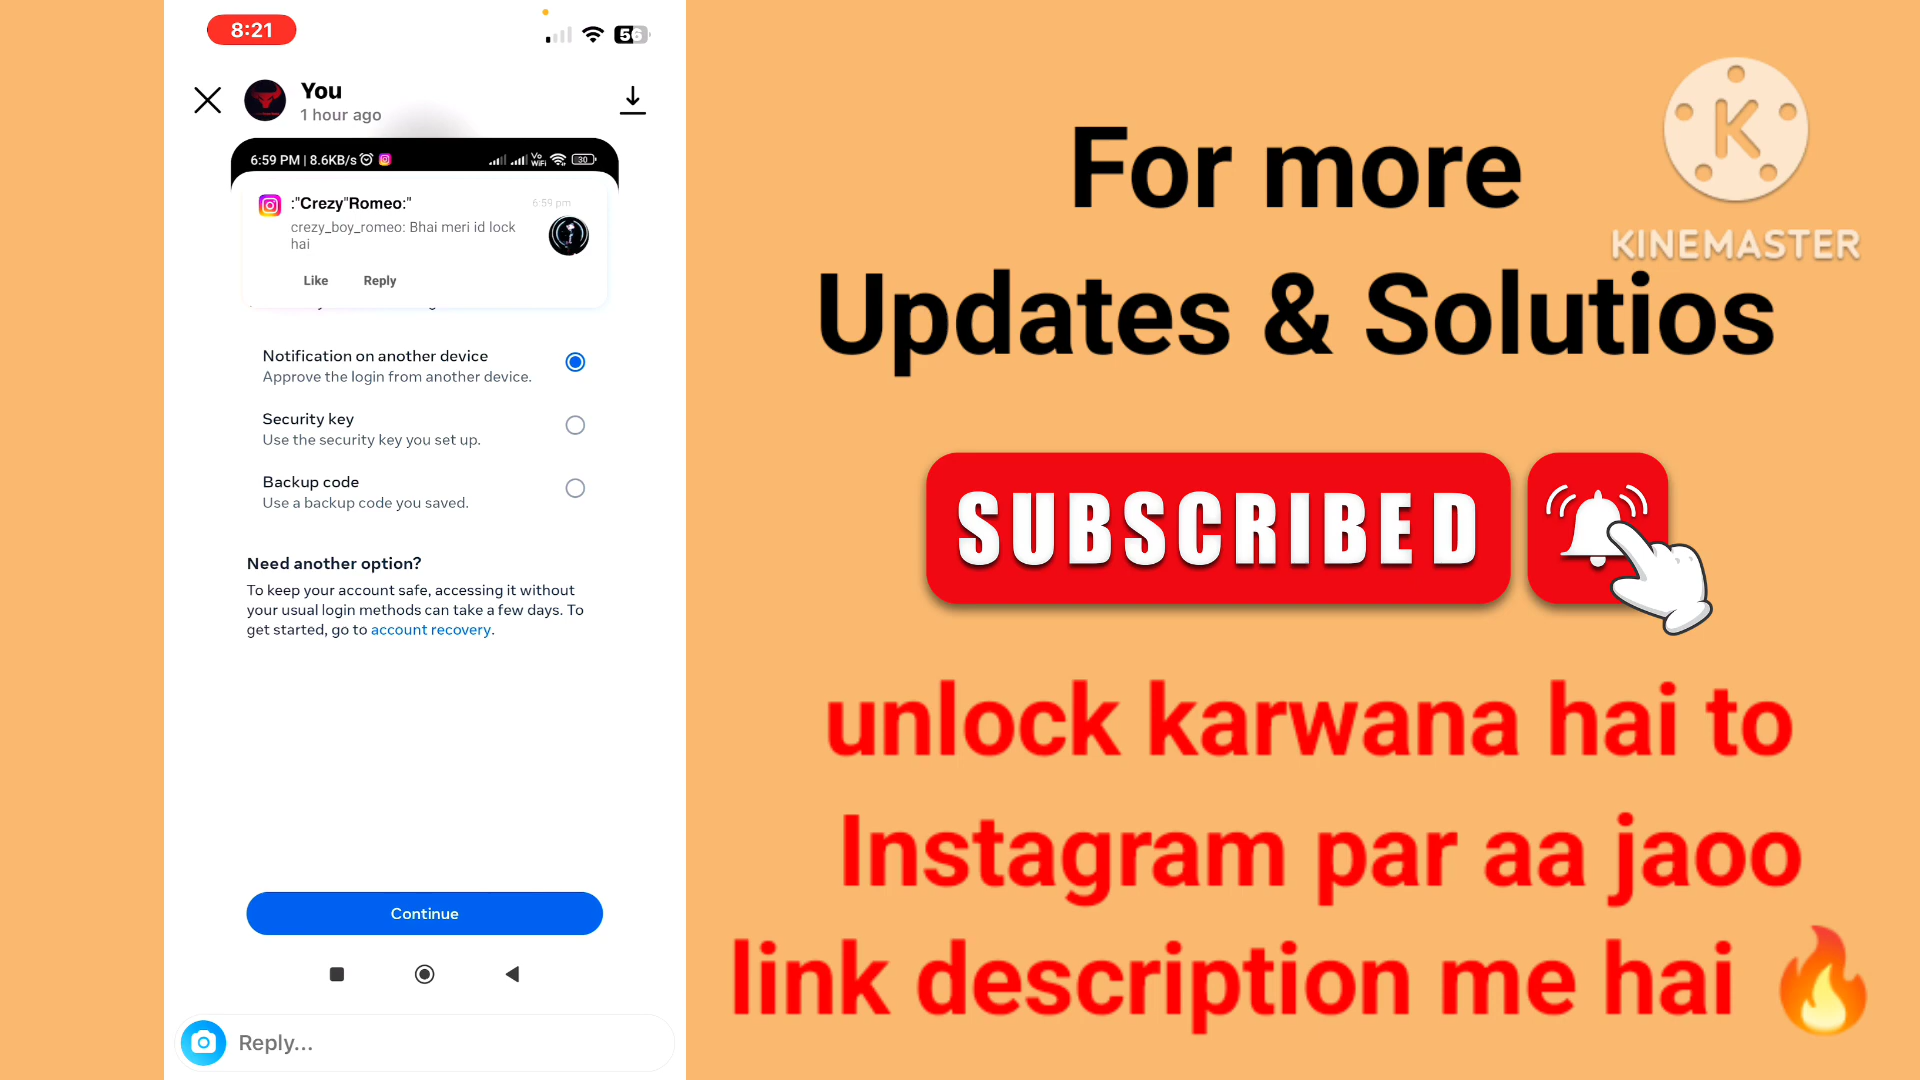 8:21
56
You
1 hour ago
6:59 PM | 8.6KB/s
Vo
WiFi
30
:"Crezy"Romeo:"
6:59 pm
crezy_boy_romeo: Bhai meri id lock
hai
Like Reply
Notification on another device
Approve the login from another device.
Security key
Use the security key you set up.
Backup code
Use a backup code you saved.
Need another option?
To keep your account safe, accessing it without
your usual login methods can take a few days. To
get started, go to account recovery.
Continue
Reply...
For more
Updates & Solutios
K
KINEMASTER
SUBSCRIBED
unlock karwana hai to
Instagram par aa jaoo
link description me hai 🔥